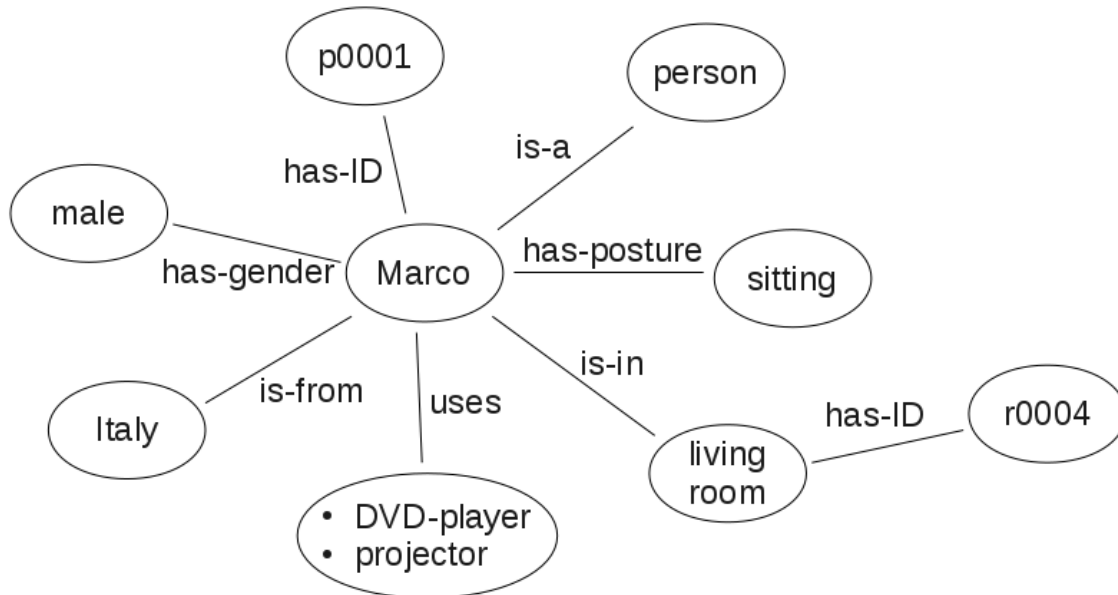 p0001
person
is-a
has-ID
male
has-posture
has-gender
Marco
sitting
is-in
is-from
uses
Italy
has-ID
r0004
living
room
• DVD-player
• projector